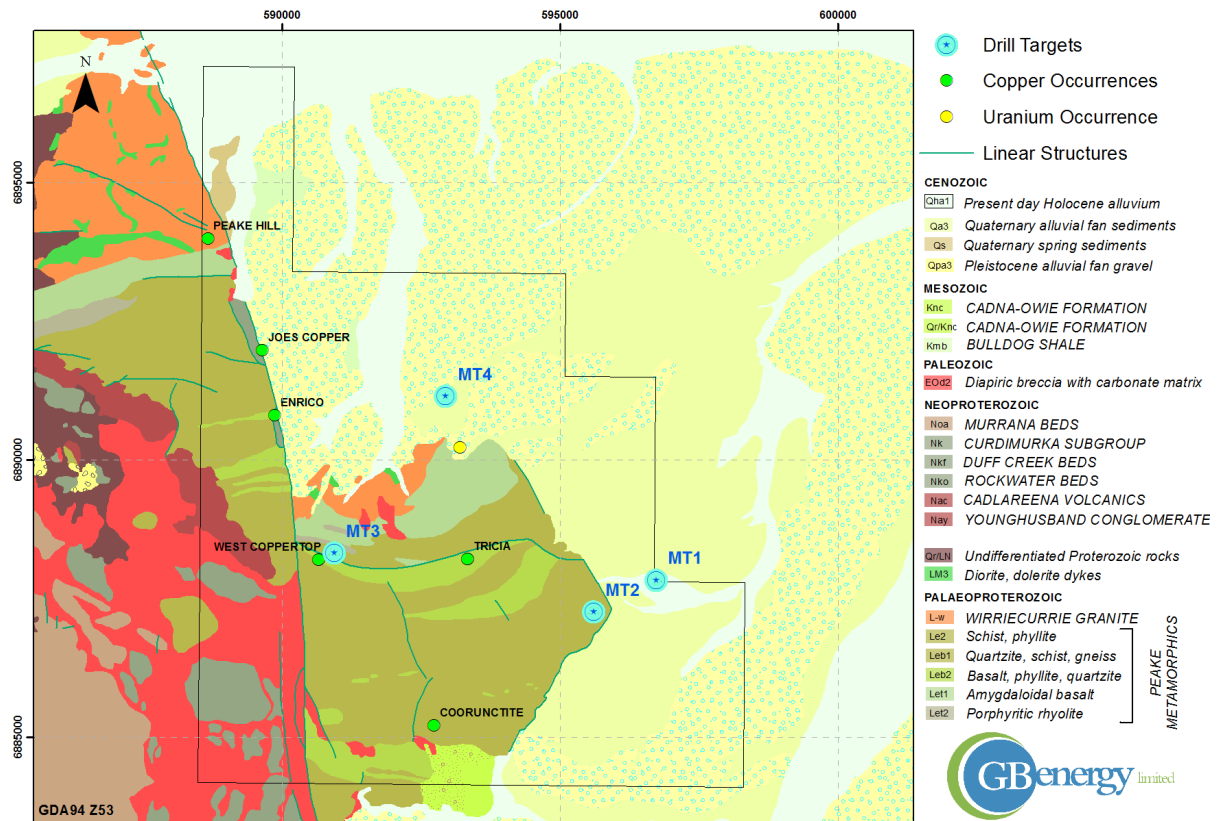 590000
595000
600000
N
6895000
6890000
6885000
PEAKE HILL
JOES COPPER
ENRICO
MT4
MT3
WEST COPPERTOP
TRICIA
MT1
MT2
COORUNCTITE
GDA94 Z53
Drill Targets
Copper Occurrences
Uranium Occurrence
Linear Structures
CENOZOIC
Qha1 Present day Holocene alluvium
Qa3 Quaternary alluvial fan sediments
Qs Quaternary spring sediments
Qpa3 Pleistocene alluvial fan gravel
MESOZOIC
Knc CADNA-OWIE FORMATION
Qr/Knc CADNA-OWIE FORMATION
Kmb BULLDOG SHALE
PALEOZOIC
EOd2 Diapiric breccia with carbonate matrix
NEOPROTEROZOIC
Noa MURRANA BEDS
Nk CURDIMURKA SUBGROUP
Nkf DUFF CREEK BEDS
Nko ROCKWATER BEDS
Nac CADLAREENA VOLCANICS
Nay YOUNGHUSBAND CONGLOMERATE
Qr/LN Undifferentiated Proterozoic rocks
LM3 Diorite, dolerite dykes
PALAEOPROTEROZOIC
L-w WIRRIECURRIE GRANITE
Le2 Schist, phyllite
Leb1 Quartzite, schist, gneiss
Leb2 Basalt, phyllite, quartzite
Let1 Amygdaloidal basalt
Let2 Porphyritic rhyolite
PEAKE
METAMORPHICS
GBenergy limited